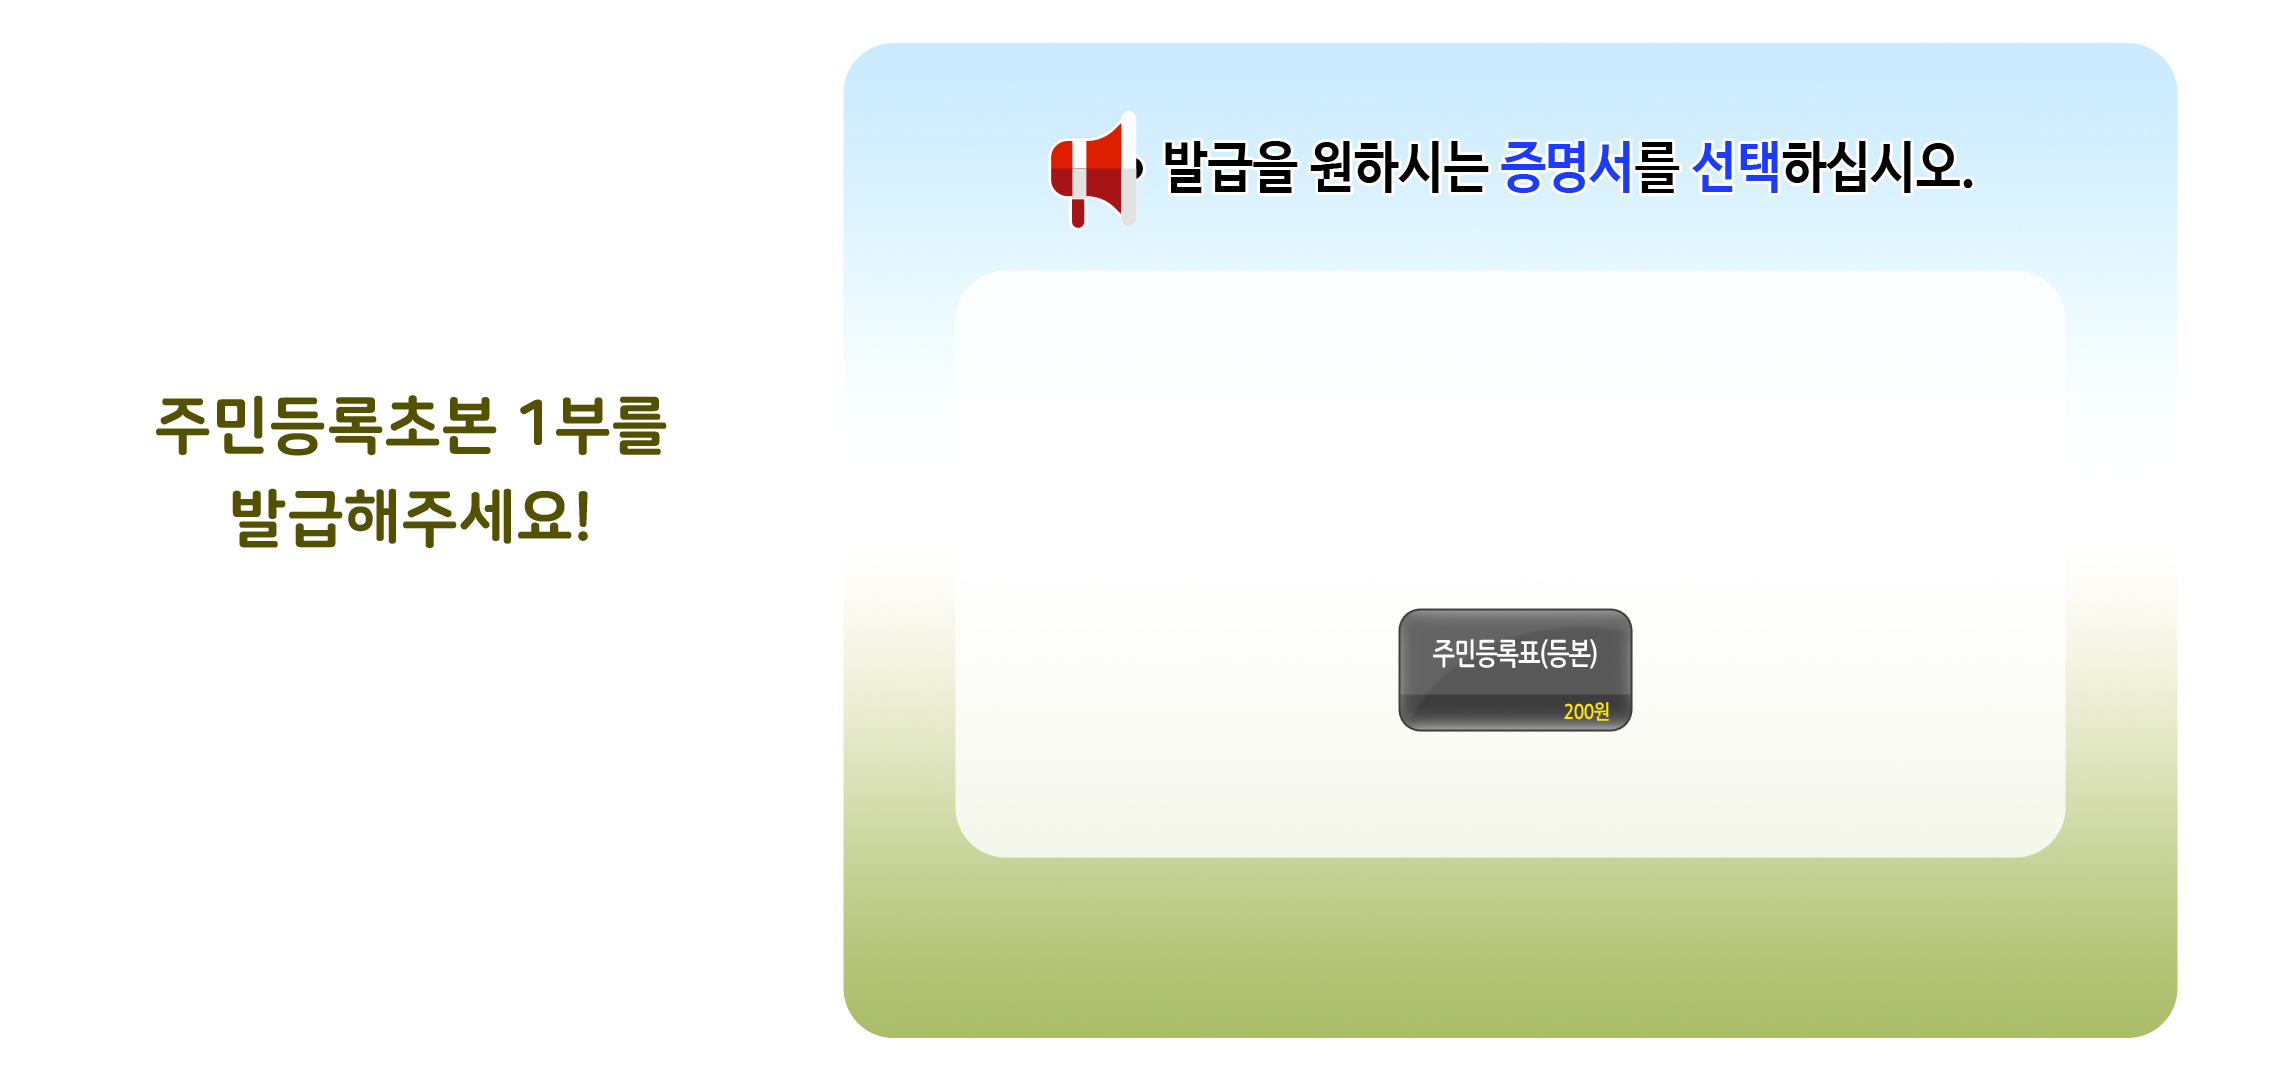 주민등록초본 1부를
발급해주세요!
발급을 원하시는 증명서를 선택하십시오.
주민등록표(등본)
200원